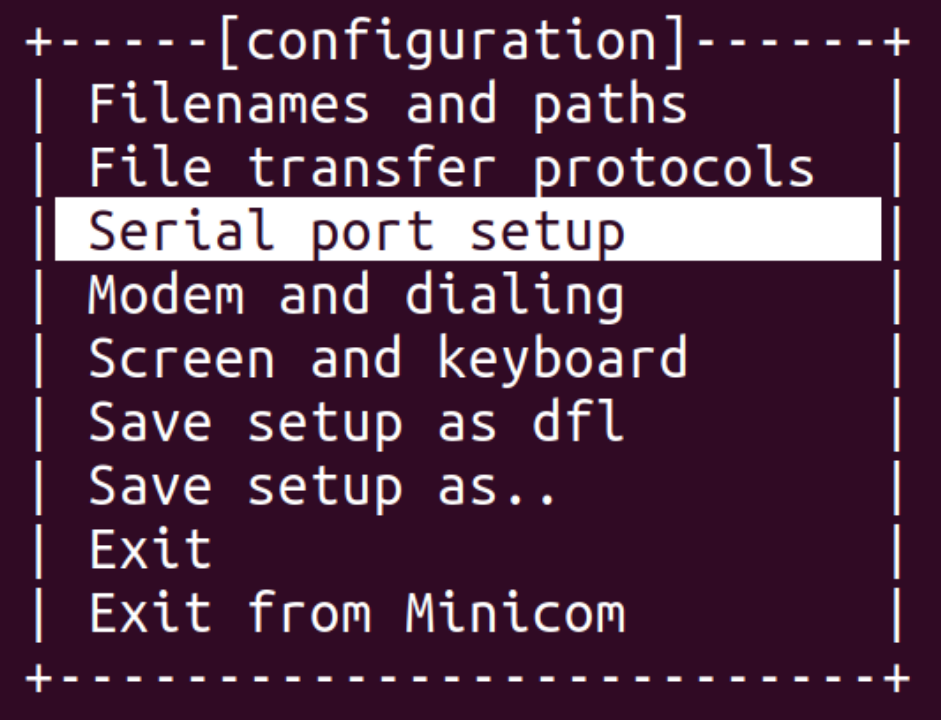 +-----[configuration]------+
| Filenames and paths      |
| File transfer protocols  |
| Serial port setup        |
| Modem and dialing        |
| Screen and keyboard      |
| Save setup as dfl        |
| Save setup as..          |
| Exit                     |
| Exit from Minicom        |
+--------------------------+